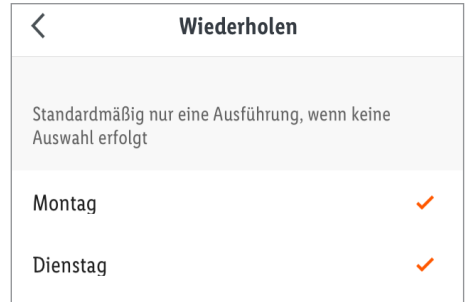 Wiederholen
Standardmäßig nur eine Ausführung, wenn keine
Auswahl erfolgt
Montag
Dienstag